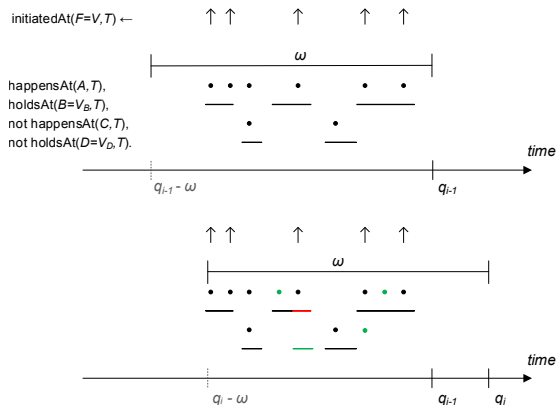 initiatedAt(F=V,T) ←
ω
happensAt(A,T),
holdsAt(B=V_B,T),
not happensAt(C,T),
not holdsAt(D=V_D,T).
time
q_{i-1} - ω
q_{i-1}
ω
time
q_i - ω
q_{i-1}
q_i